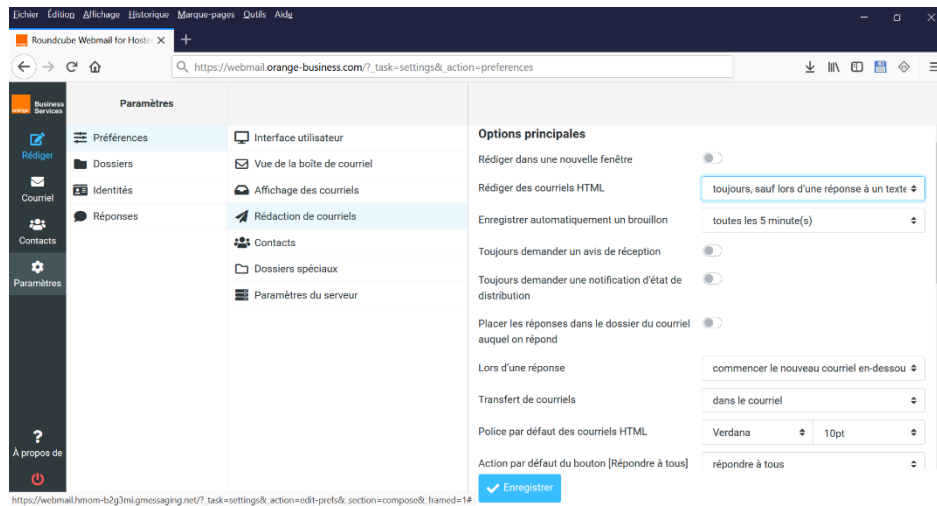 Fichier Édition Affichage Historique Marque-pages Outils Aide
Roundcube Webmail for Hoste
https://webmail.orange-business.com/?_task=settings&_action=preferences
orange Business Services
Paramètres
Rédiger
Courriel
Contacts
Paramètres
À propos de
Préférences
Dossiers
Identités
Réponses
Interface utilisateur
Vue de la boîte de courriel
Affichage des courriels
Rédaction de courriels
Contacts
Dossiers spéciaux
Paramètres du serveur
Options principales
Rédiger dans une nouvelle fenêtre
Rédiger des courriels HTML toujours, sauf lors d'une réponse à un texte
Enregistrer automatiquement un brouillon toutes les 5 minute(s)
Toujours demander un avis de réception
Toujours demander une notification d'état de
distribution
Placer les réponses dans le dossier du courriel
auquel on répond
Lors d'une réponse commencer le nouveau courriel en-dessou
Transfert de courriels dans le courriel
Police par défaut des courriels HTML Verdana 10pt
Action par défaut du bouton [Répondre à tous] répondre à tous
Enregistrer
https://webmail.hmom-b2g3mi.gmessaging.net/?_task=settings&_action=edit-prefs&_section=compose&_framed=1#